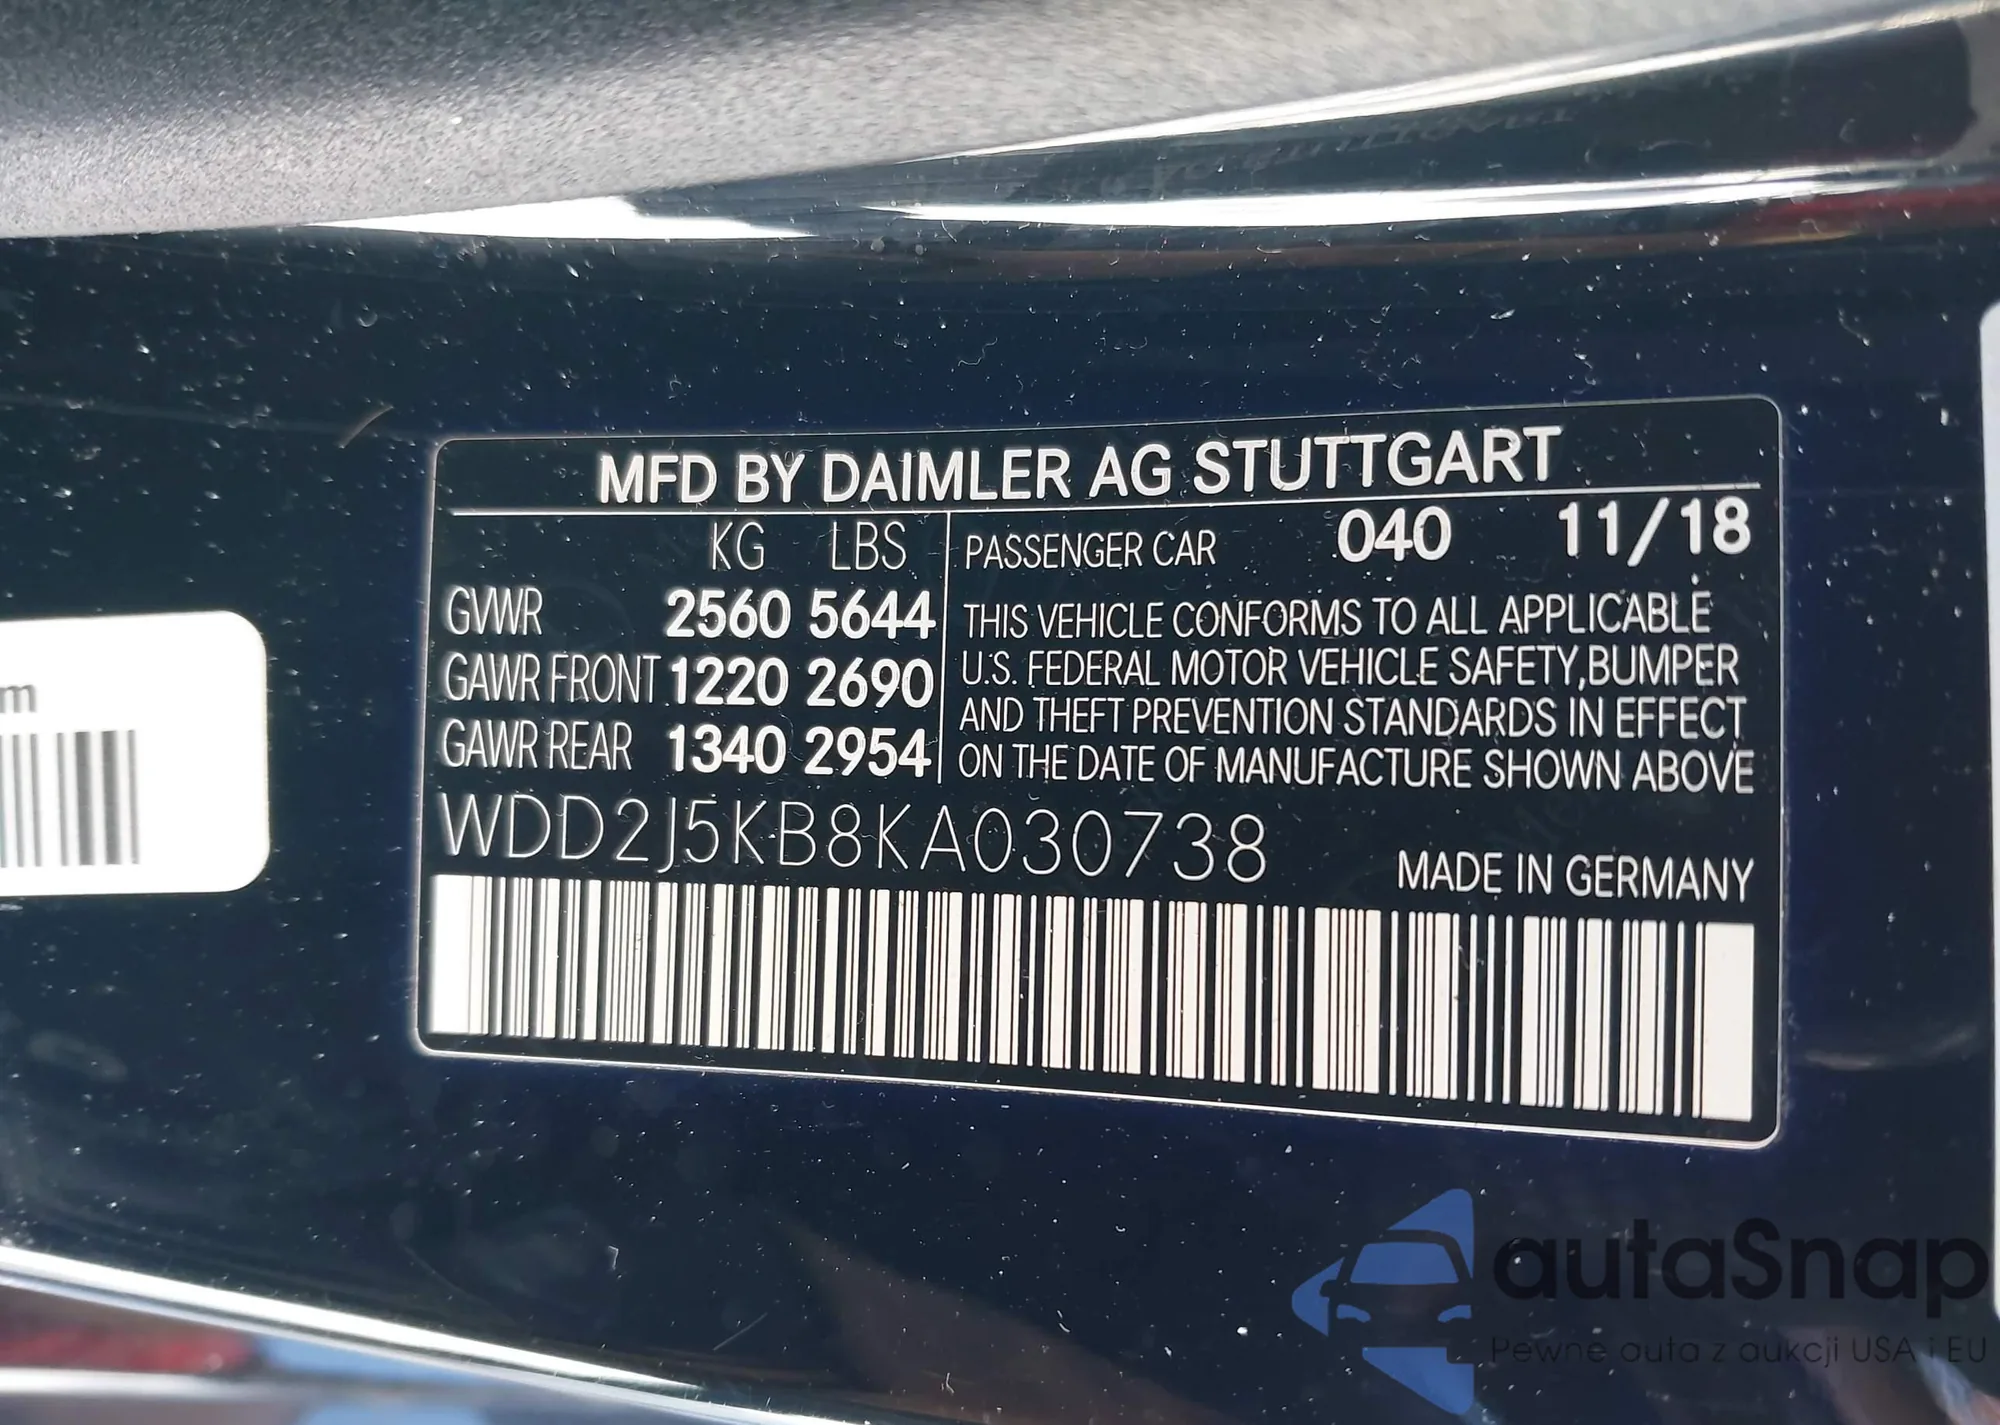 MFD BY DAIMLER AG STUTTGART
KG LBS
GVWR 2560 5644
GAWR FRONT 1220 2690
GAWR REAR 1340 2954
PASSENGER CAR 040 11/18
THIS VEHICLE CONFORMS TO ALL APPLICABLE
U.S. FEDERAL MOTOR VEHICLE SAFETY,BUMPER
AND THEFT PREVENTION STANDARDS IN EFFECT
ON THE DATE OF MANUFACTURE SHOWN ABOVE
WDD2J5KB8KA030738
MADE IN GERMANY
autaSnap
Pewne auta z aukcji USA i EU